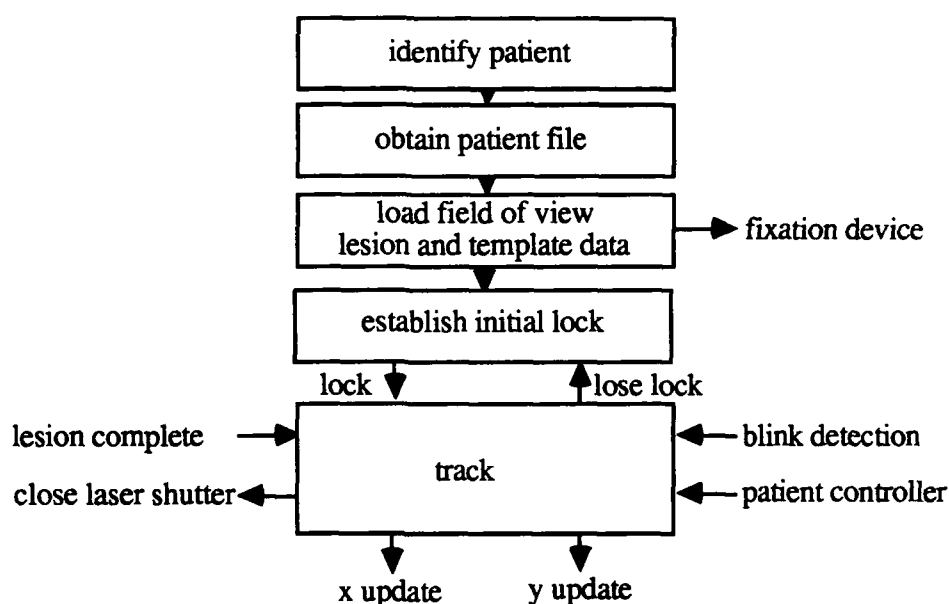 identify patient
obtain patient file
load field of view
lesion and template data
fixation device
establish initial lock
lock
lose lock
lesion complete
blink detection
track
close laser shutter
patient controller
x update
y update